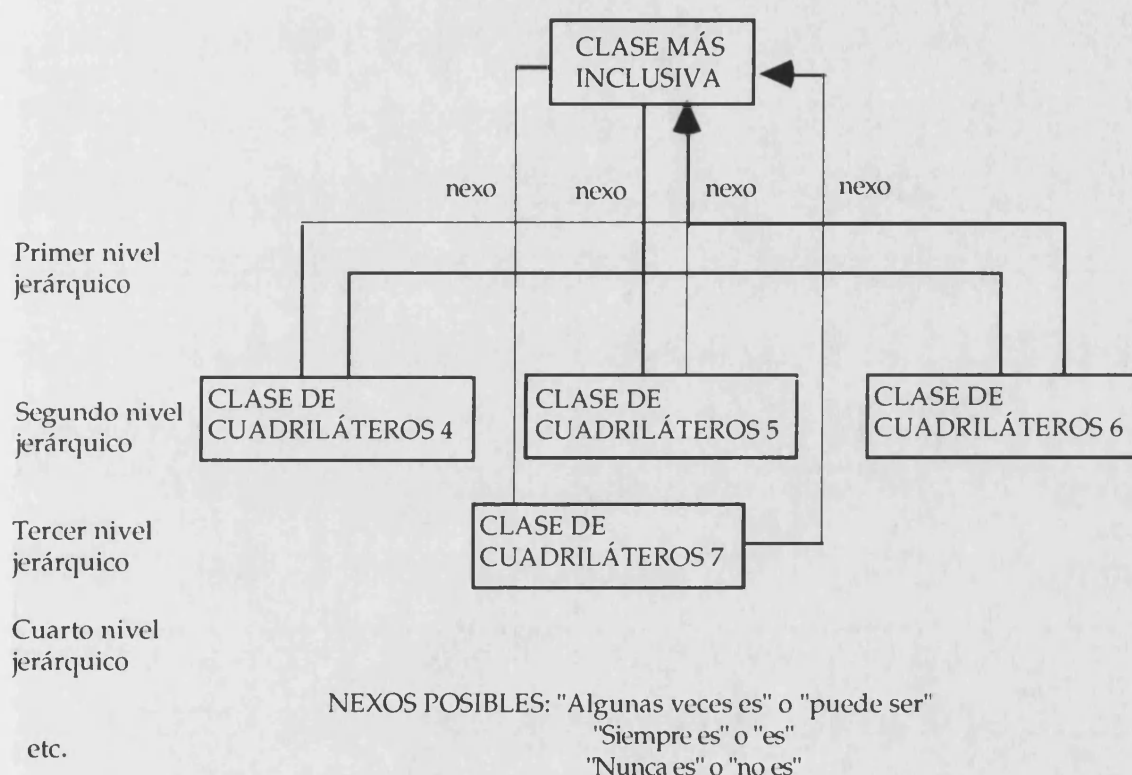 CLASE MÁS
INCLUSIVA
nexo nexo nexo nexo
Primer nivel
jerárquico
Segundo nivel
jerárquico
CLASE DE
CUADRILÁTEROS 4
CLASE DE
CUADRILÁTEROS 5
CLASE DE
CUADRILÁTEROS 6
Tercer nivel
jerárquico
CLASE DE
CUADRILÁTEROS 7
Cuarto nivel
jerárquico
NEXOS POSIBLES: "Algunas veces es" o "puede ser"
"Siempre es" o "es"
etc.
"Nunca es" o "no es"